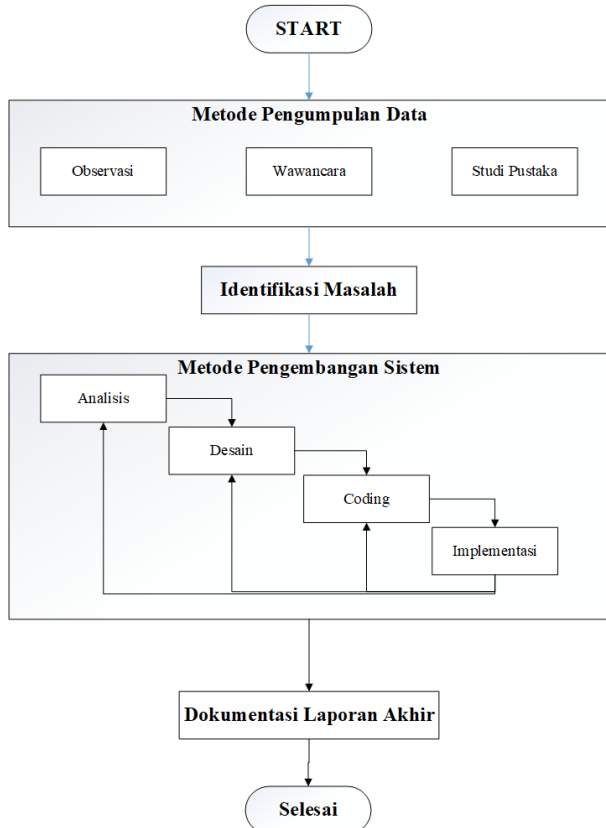 START
Metode Pengumpulan Data
Observasi
Wawancara
Studi Pustaka
Identifikasi Masalah
Metode Pengembangan Sistem
Analisis
Desain
Coding
Implementasi
Dokumentasi Laporan Akhir
Selesai